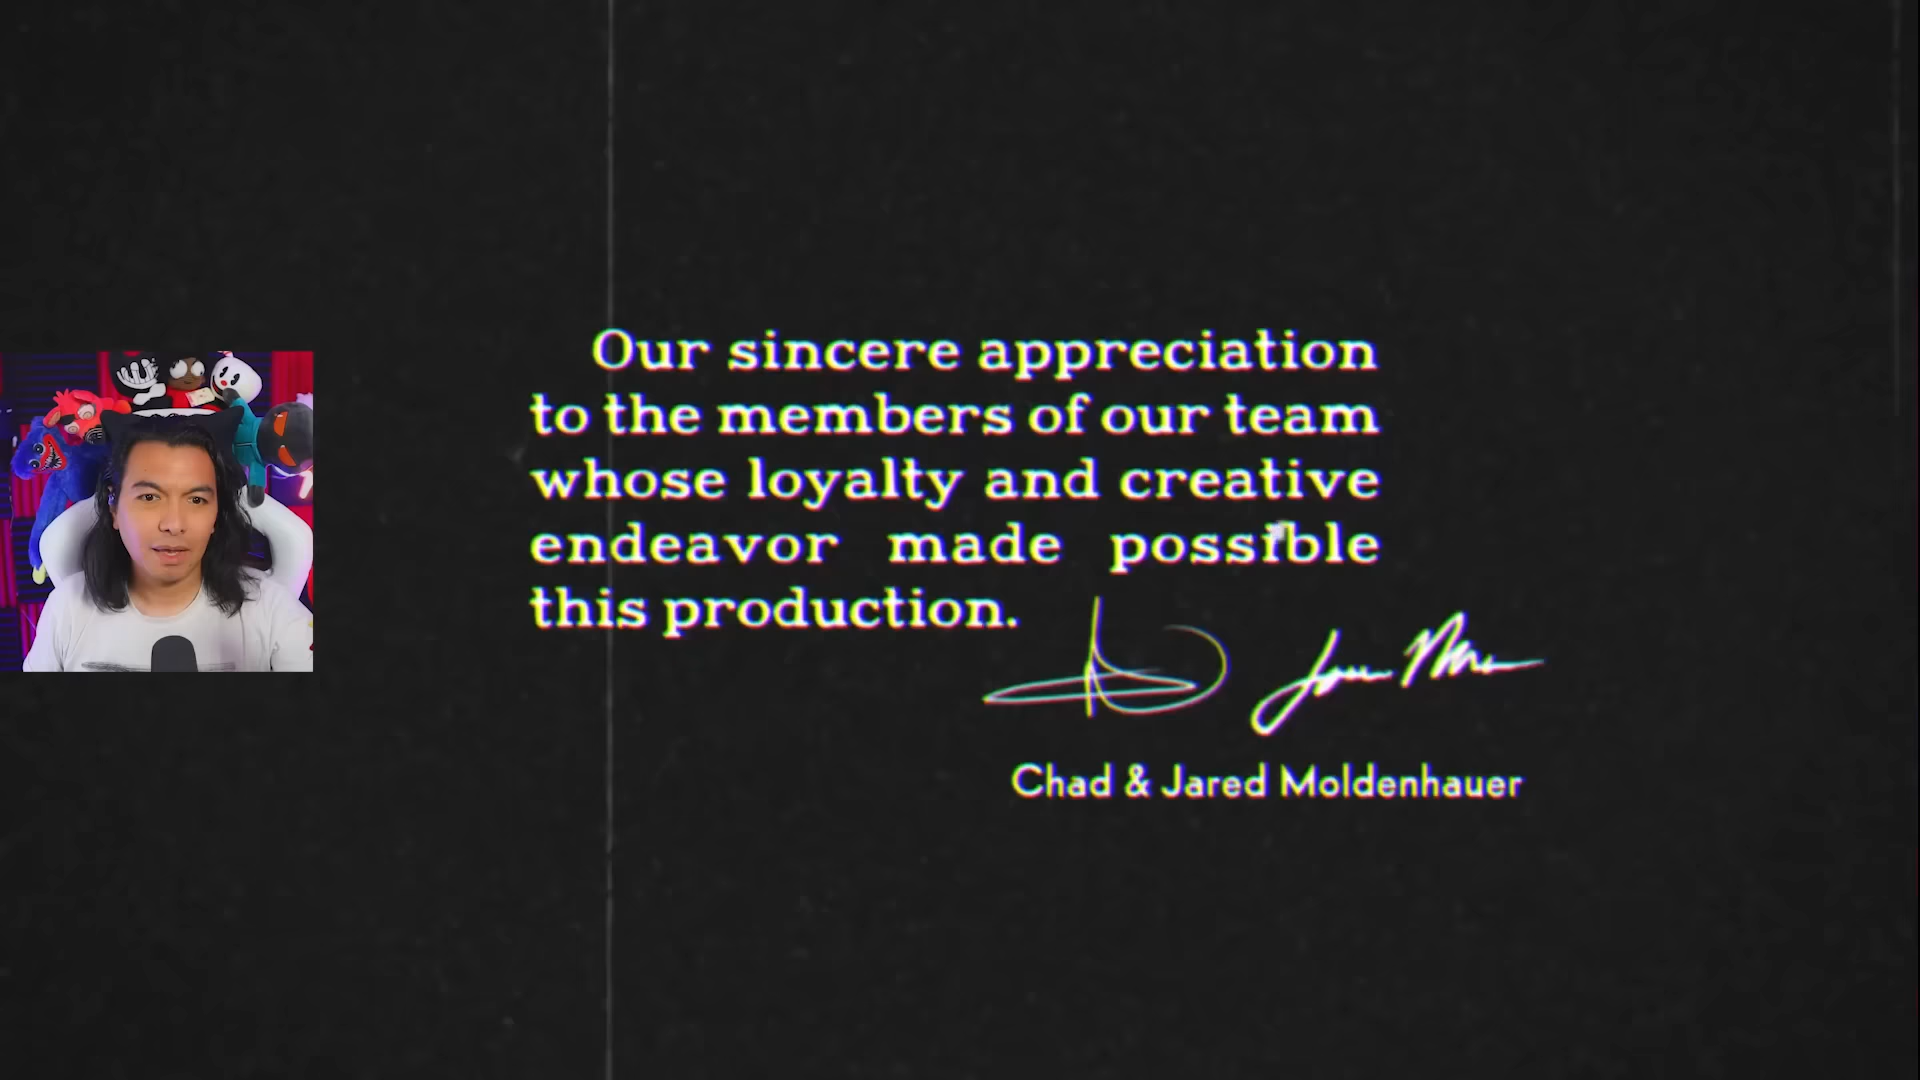 Our sincere appreciation
to the members of our team
whose loyalty and creative
endeavor made possible
this production.
Chad & Jared Moldenhauer